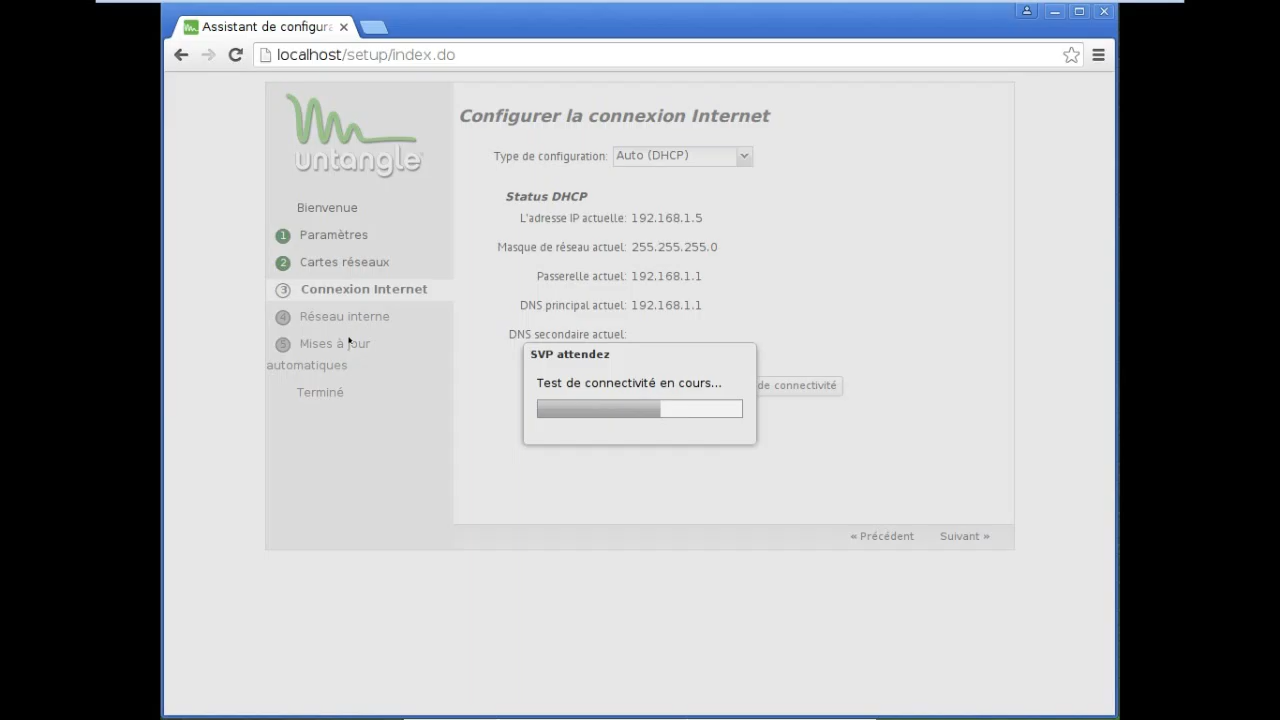 Assistant de configura
localhost/setup/index.do
untangle
Bienvenue
1 Paramètres
2 Cartes réseaux
3 Connexion Internet
4 Réseau interne
5 Mises à jour
automatiques
Terminé
Configurer la connexion Internet
Type de configuration: Auto (DHCP)
Status DHCP
L'adresse IP actuelle: 192.168.1.5
Masque de réseau actuel: 255.255.255.0
Passerelle actuel: 192.168.1.1
DNS principal actuel: 192.168.1.1
DNS secondaire actuel:
SVP attendez
Test de connectivité en cours...
de connectivité
« Précédent Suivant »